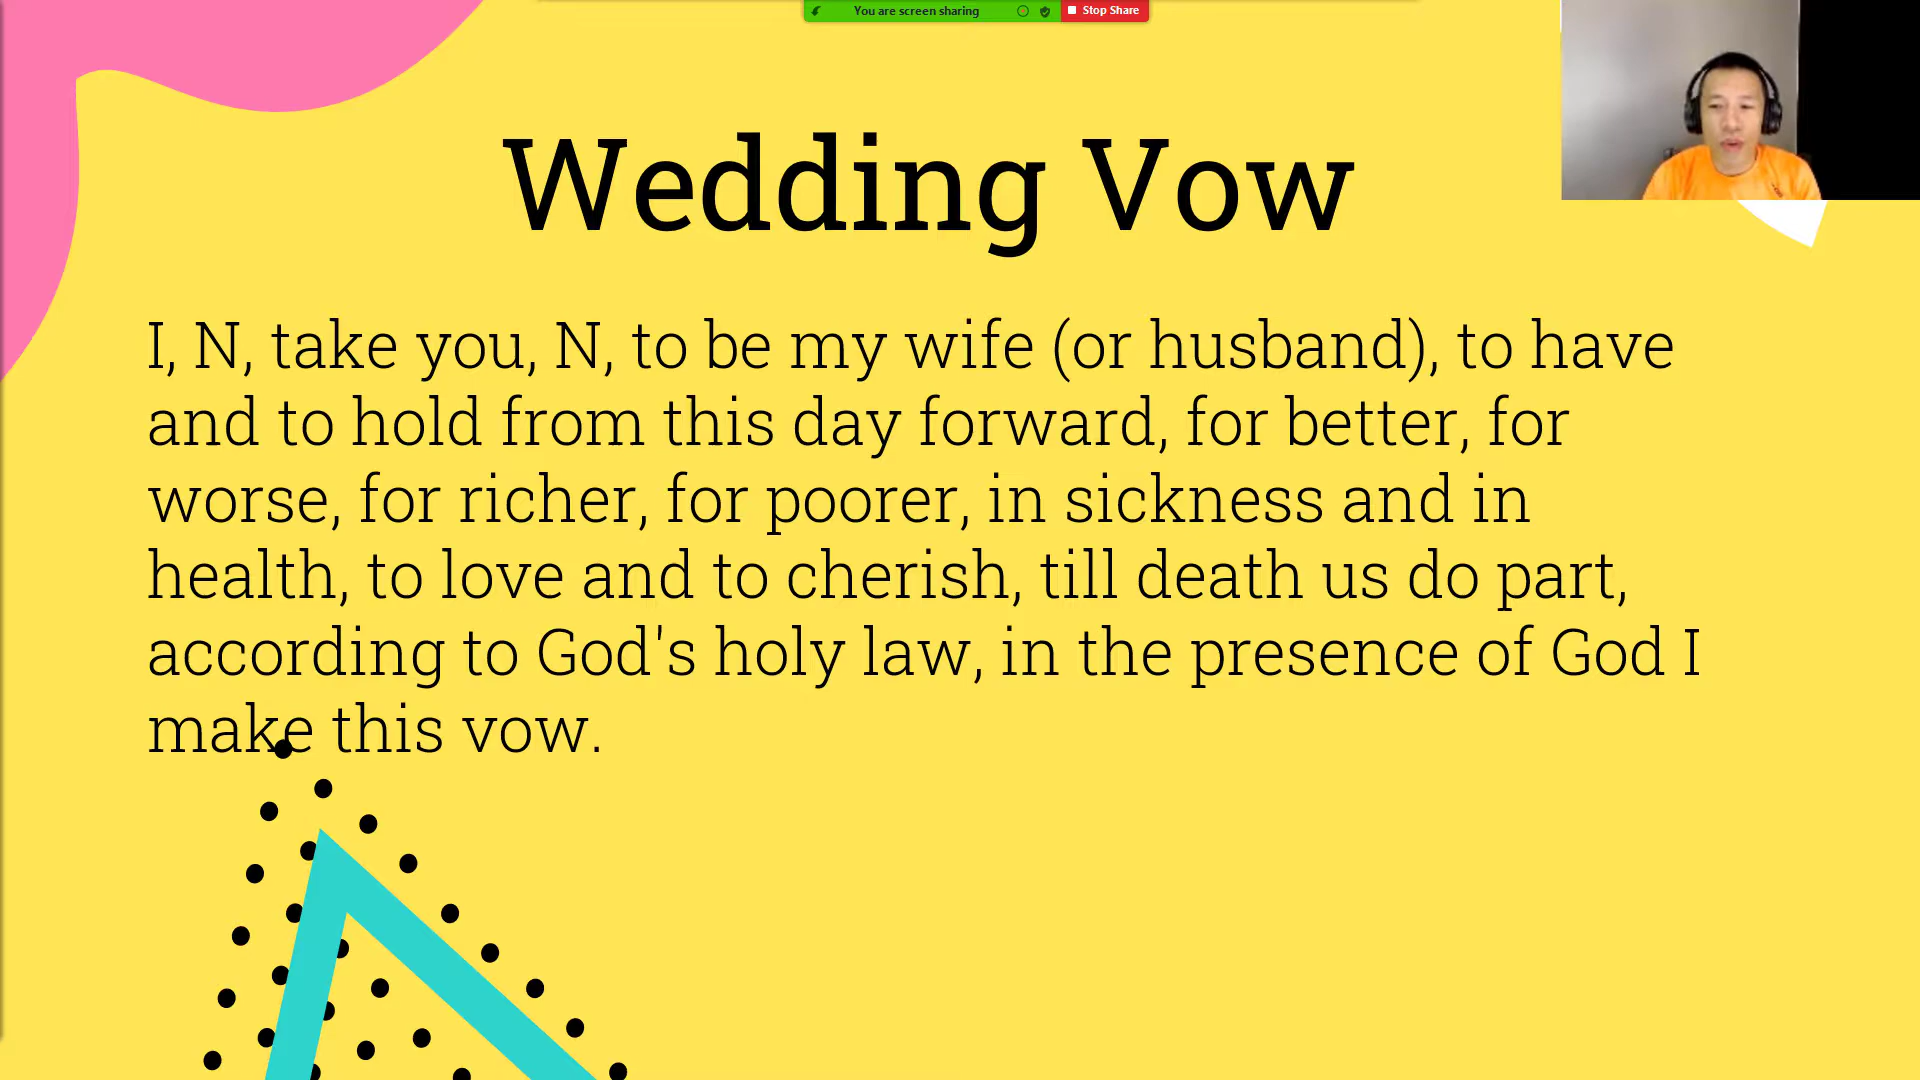 You are screen sharing
Stop Share
Wedding Vow
I, N, take you, N, to be my wife (or husband), to have
and to hold from this day forward, for better, for
worse, for richer, for poorer, in sickness and in
health, to love and to cherish, till death us do part,
according to God's holy law, in the presence of God I
make this vow.